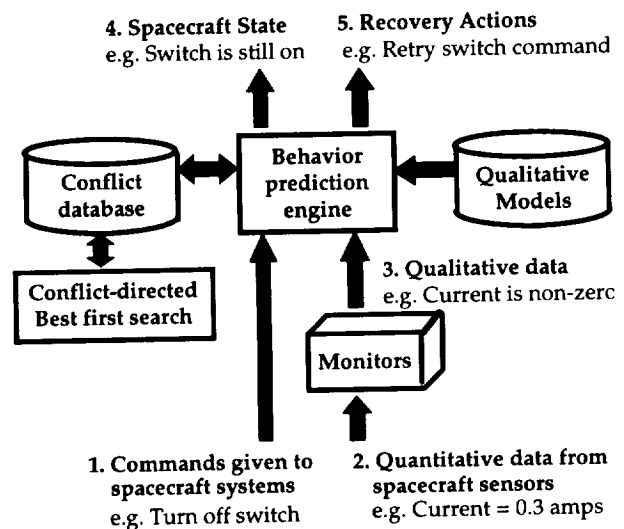 4. Spacecraft State
e.g. Switch is still on
5. Recovery Actions
e.g. Retry switch command
Conflict
database
Behavior
prediction
engine
Qualitative
Models
Conflict-directed
Best first search
3. Qualitative data
e.g. Current is non-zerc
Monitors
1. Commands given to
spacecraft systems
e.g. Turn off switch
2. Quantitative data from
spacecraft sensors
e.g. Current = 0.3 amps